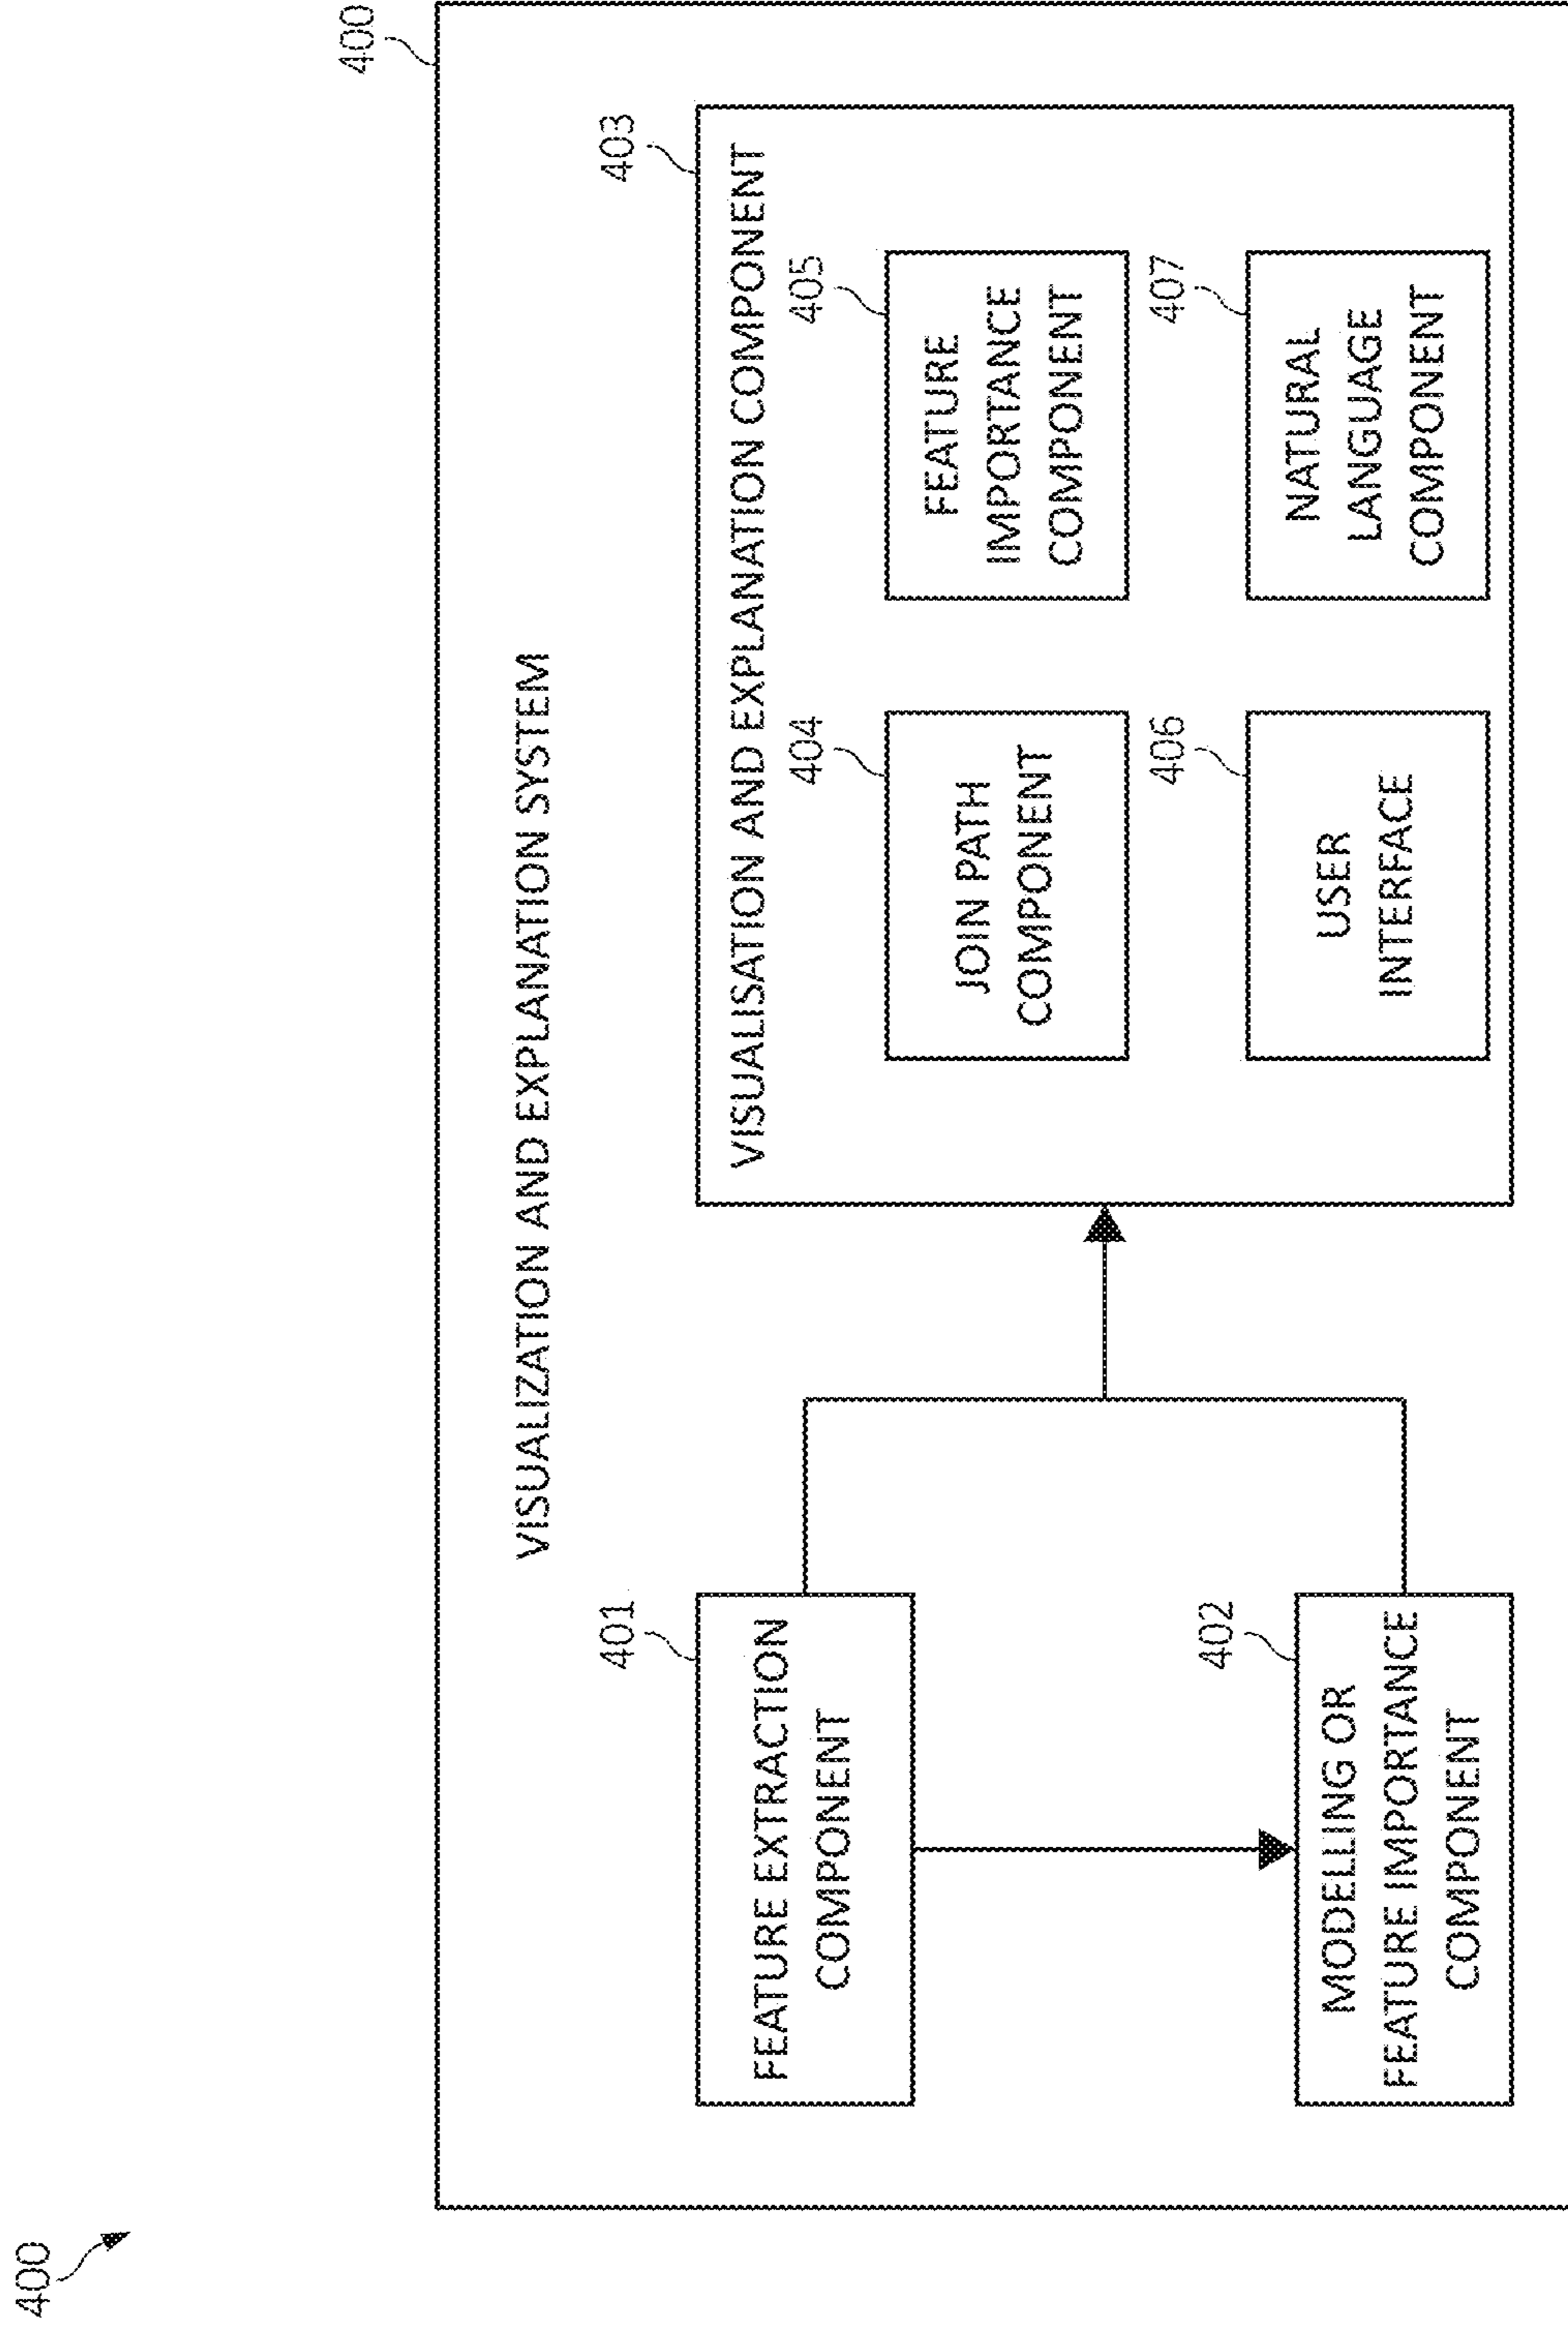 400
400
VISUALIZATION AND EXPLANATION SYSTEM
401
FEATURE EXTRACTION
COMPONENT
402
MODELLING OR
FEATURE IMPORTANCE
COMPONENT
403
VISUALISATION AND EXPLANATION COMPONENT
404
JOIN PATH
COMPONENT
405
FEATURE
IMPORTANCE
COMPONENT
406
USER
INTERFACE
407
NATURAL
LANGUAGE
COMPONENT